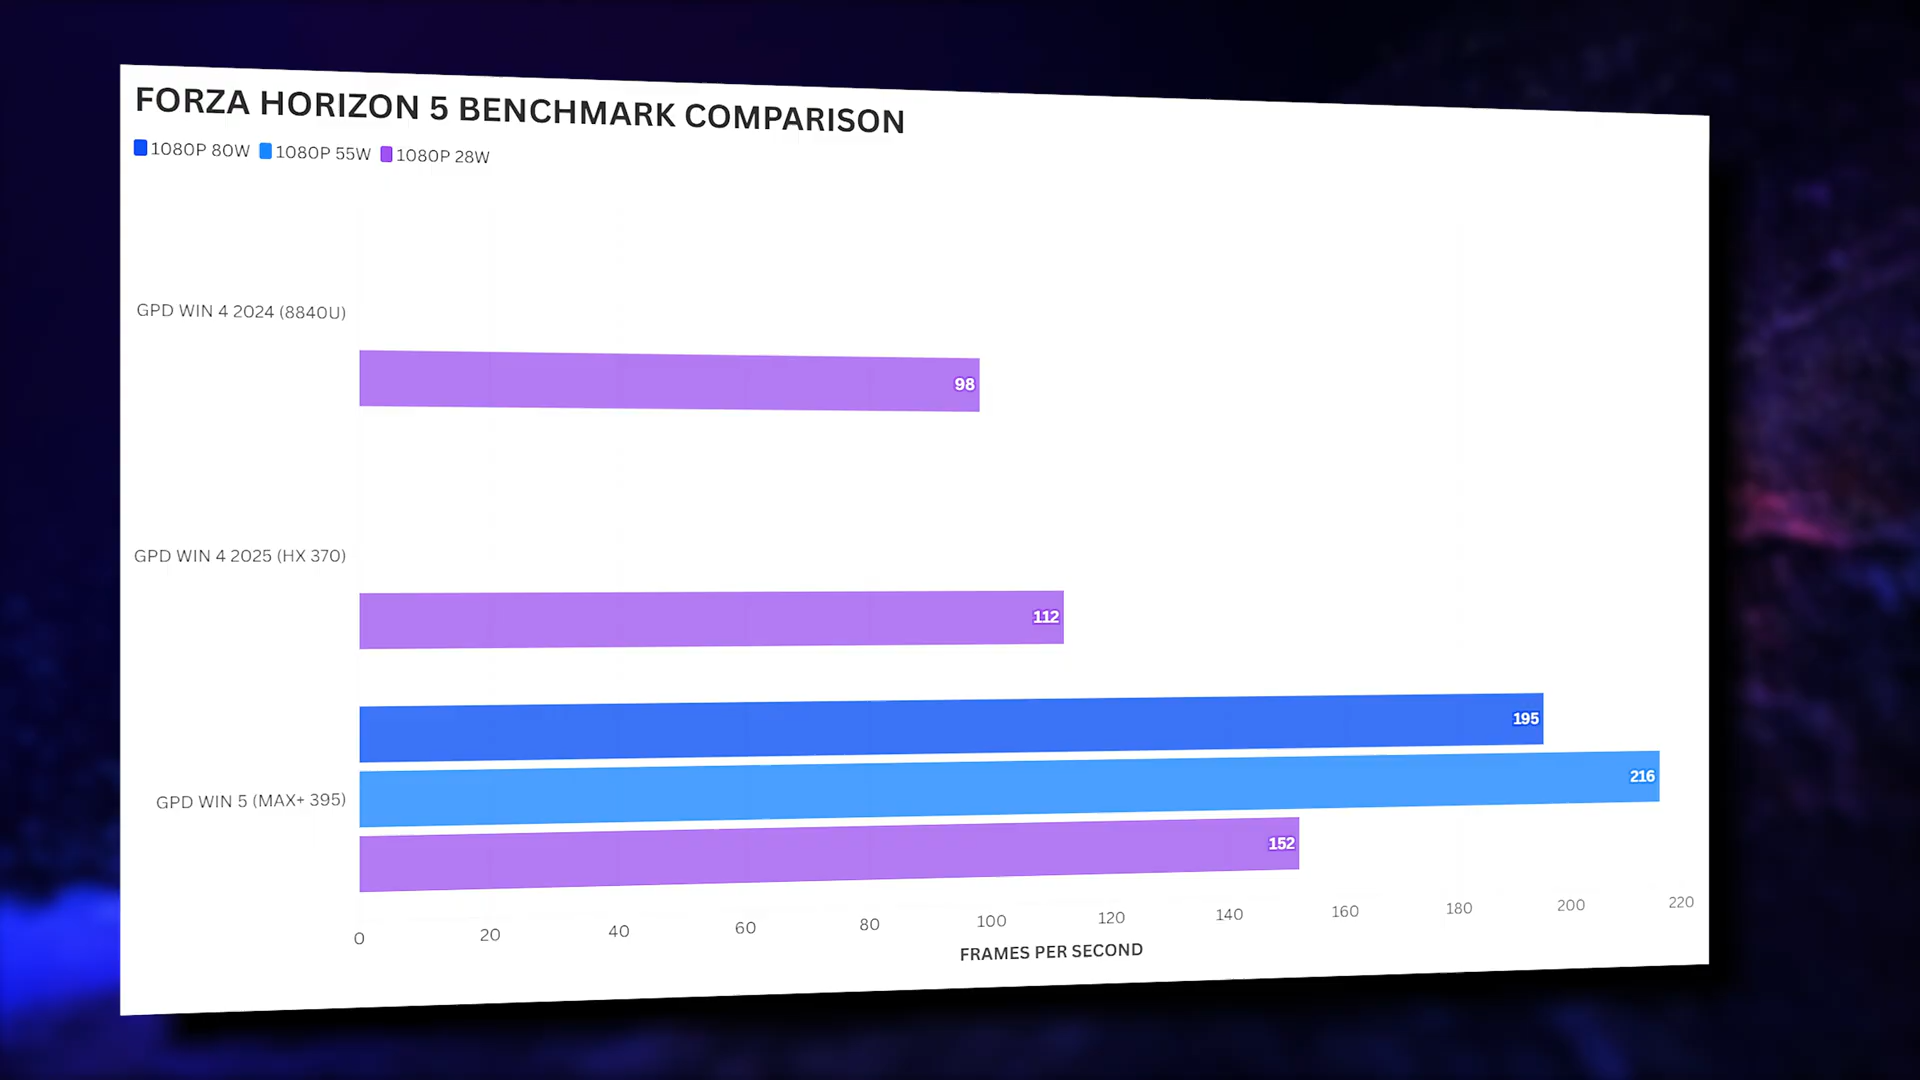 FORZA HORIZON 5 BENCHMARK COMPARISON
1080P 80W 1080P 55W 1080P 28W
GPD WIN 4 2024 (8840U)
98
GPD WIN 4 2025 (HX 370)
112
195
216
GPD WIN 5 (MAX+ 395)
152
0 20 40 60 80 100 120 140 160 180 200 220
FRAMES PER SECOND